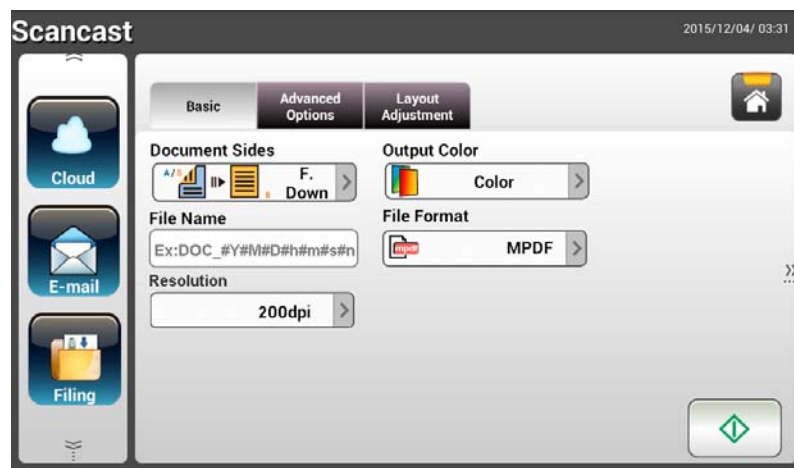 Scancast
2015/12/04/ 03:31
Cloud
E-mail
Filing
Basic
Advanced
Options
Layout
Adjustment
Document Sides
A/B
F.
Down
Output Color
Color
File Name
Ex:DOC_#Y#M#D#h#m#s#n
File Format
mpdf
MPDF
Resolution
200dpi